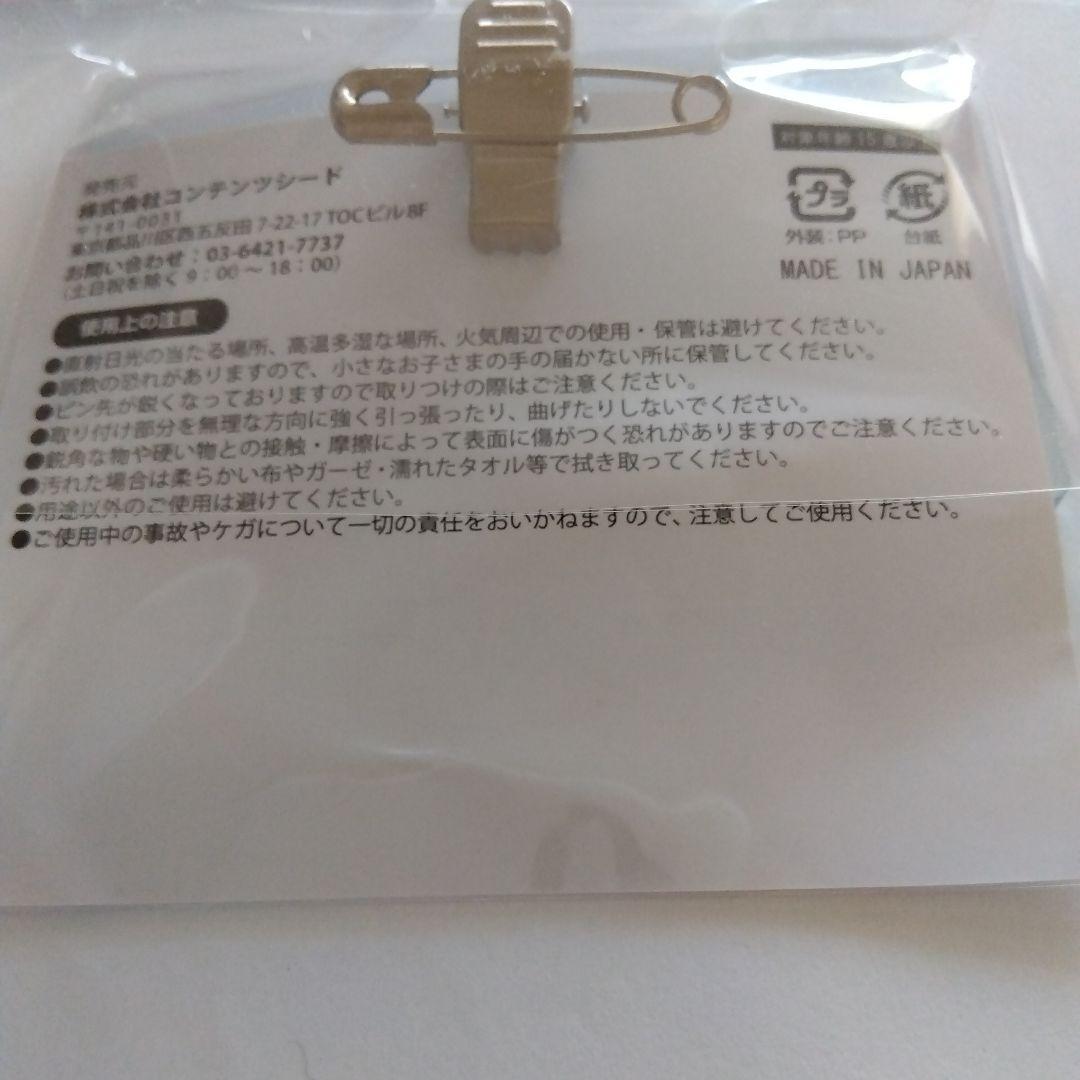 発売元
株式会社コンテンツシード
〒141-0031
東京都品川区西五反田 7-22-17 TOCビル 8F
お問い合わせ：03-6421-7737
(土日祝を除く 9：00～18：00)
対象年齢 15
プラ
外装：PP
紙
台紙
MADE IN JAPAN
使用上の注意
●直射日光の当たる場所、高温多湿な場所、火気周辺での使用・保管は避けてください。
●誤飲の恐れがありますので、小さなお子さまの手の届かない所に保管してください。
●ピン先が鋭くなっておりますので取りつけの際はご注意ください。
●取り付け部分を無理な方向に強く引っ張ったり、曲げたりしないでください。
●鋭角な物や硬い物との接触・摩擦によって表面に傷がつく恐れがありますのでご注意ください。
●汚れた場合は柔らかい布やガーゼ・濡れたタオル等で拭き取ってください。
●用途以外のご使用は避けてください。
●ご使用中の事故やケガについて一切の責任をおいかねますので、注意してご使用ください。